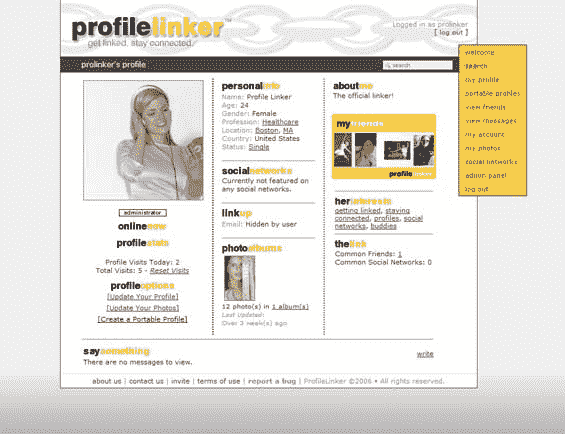 profilelinker™
get linked. stay connected.
Logged in as prolinker
[ log out ]
prolinker's profile
search
welcome
search
my profile
portable profiles
view friends
view messages
my account
my photos
social networks
admin panel
log out
administrator
onlinenow
profilestats
Profile Visits Today: 2
Total Visits: 5 - Reset Visits
profileoptions
[Update Your Profile]
[Update Your Photos]
[Create a Portable Profile]
personalinfo
Name: Profile Linker
Age: 24
Gender: Female
Profession: Healthcare
Location: Boston, MA
Country: United States
Status: Single
socialnetworks
Currently not featured on
any social networks.
linkup
Email: Hidden by user
photoalbums
12 photo(s) in 1 album(s)
Last Updated:
Over 3 week(s) ago
aboutme
The official linker!
myfriends
profilelinker
herinterests
getting linked, staying
connected, profiles, social
networks, buddies
thelink
Common Friends: 1
Common Social Networks: 0
saysomething
There are no messages to view.
write
about us | contact us | invite | terms of use | report a bug | ProfileLinker ©2006 • All rights reserved.